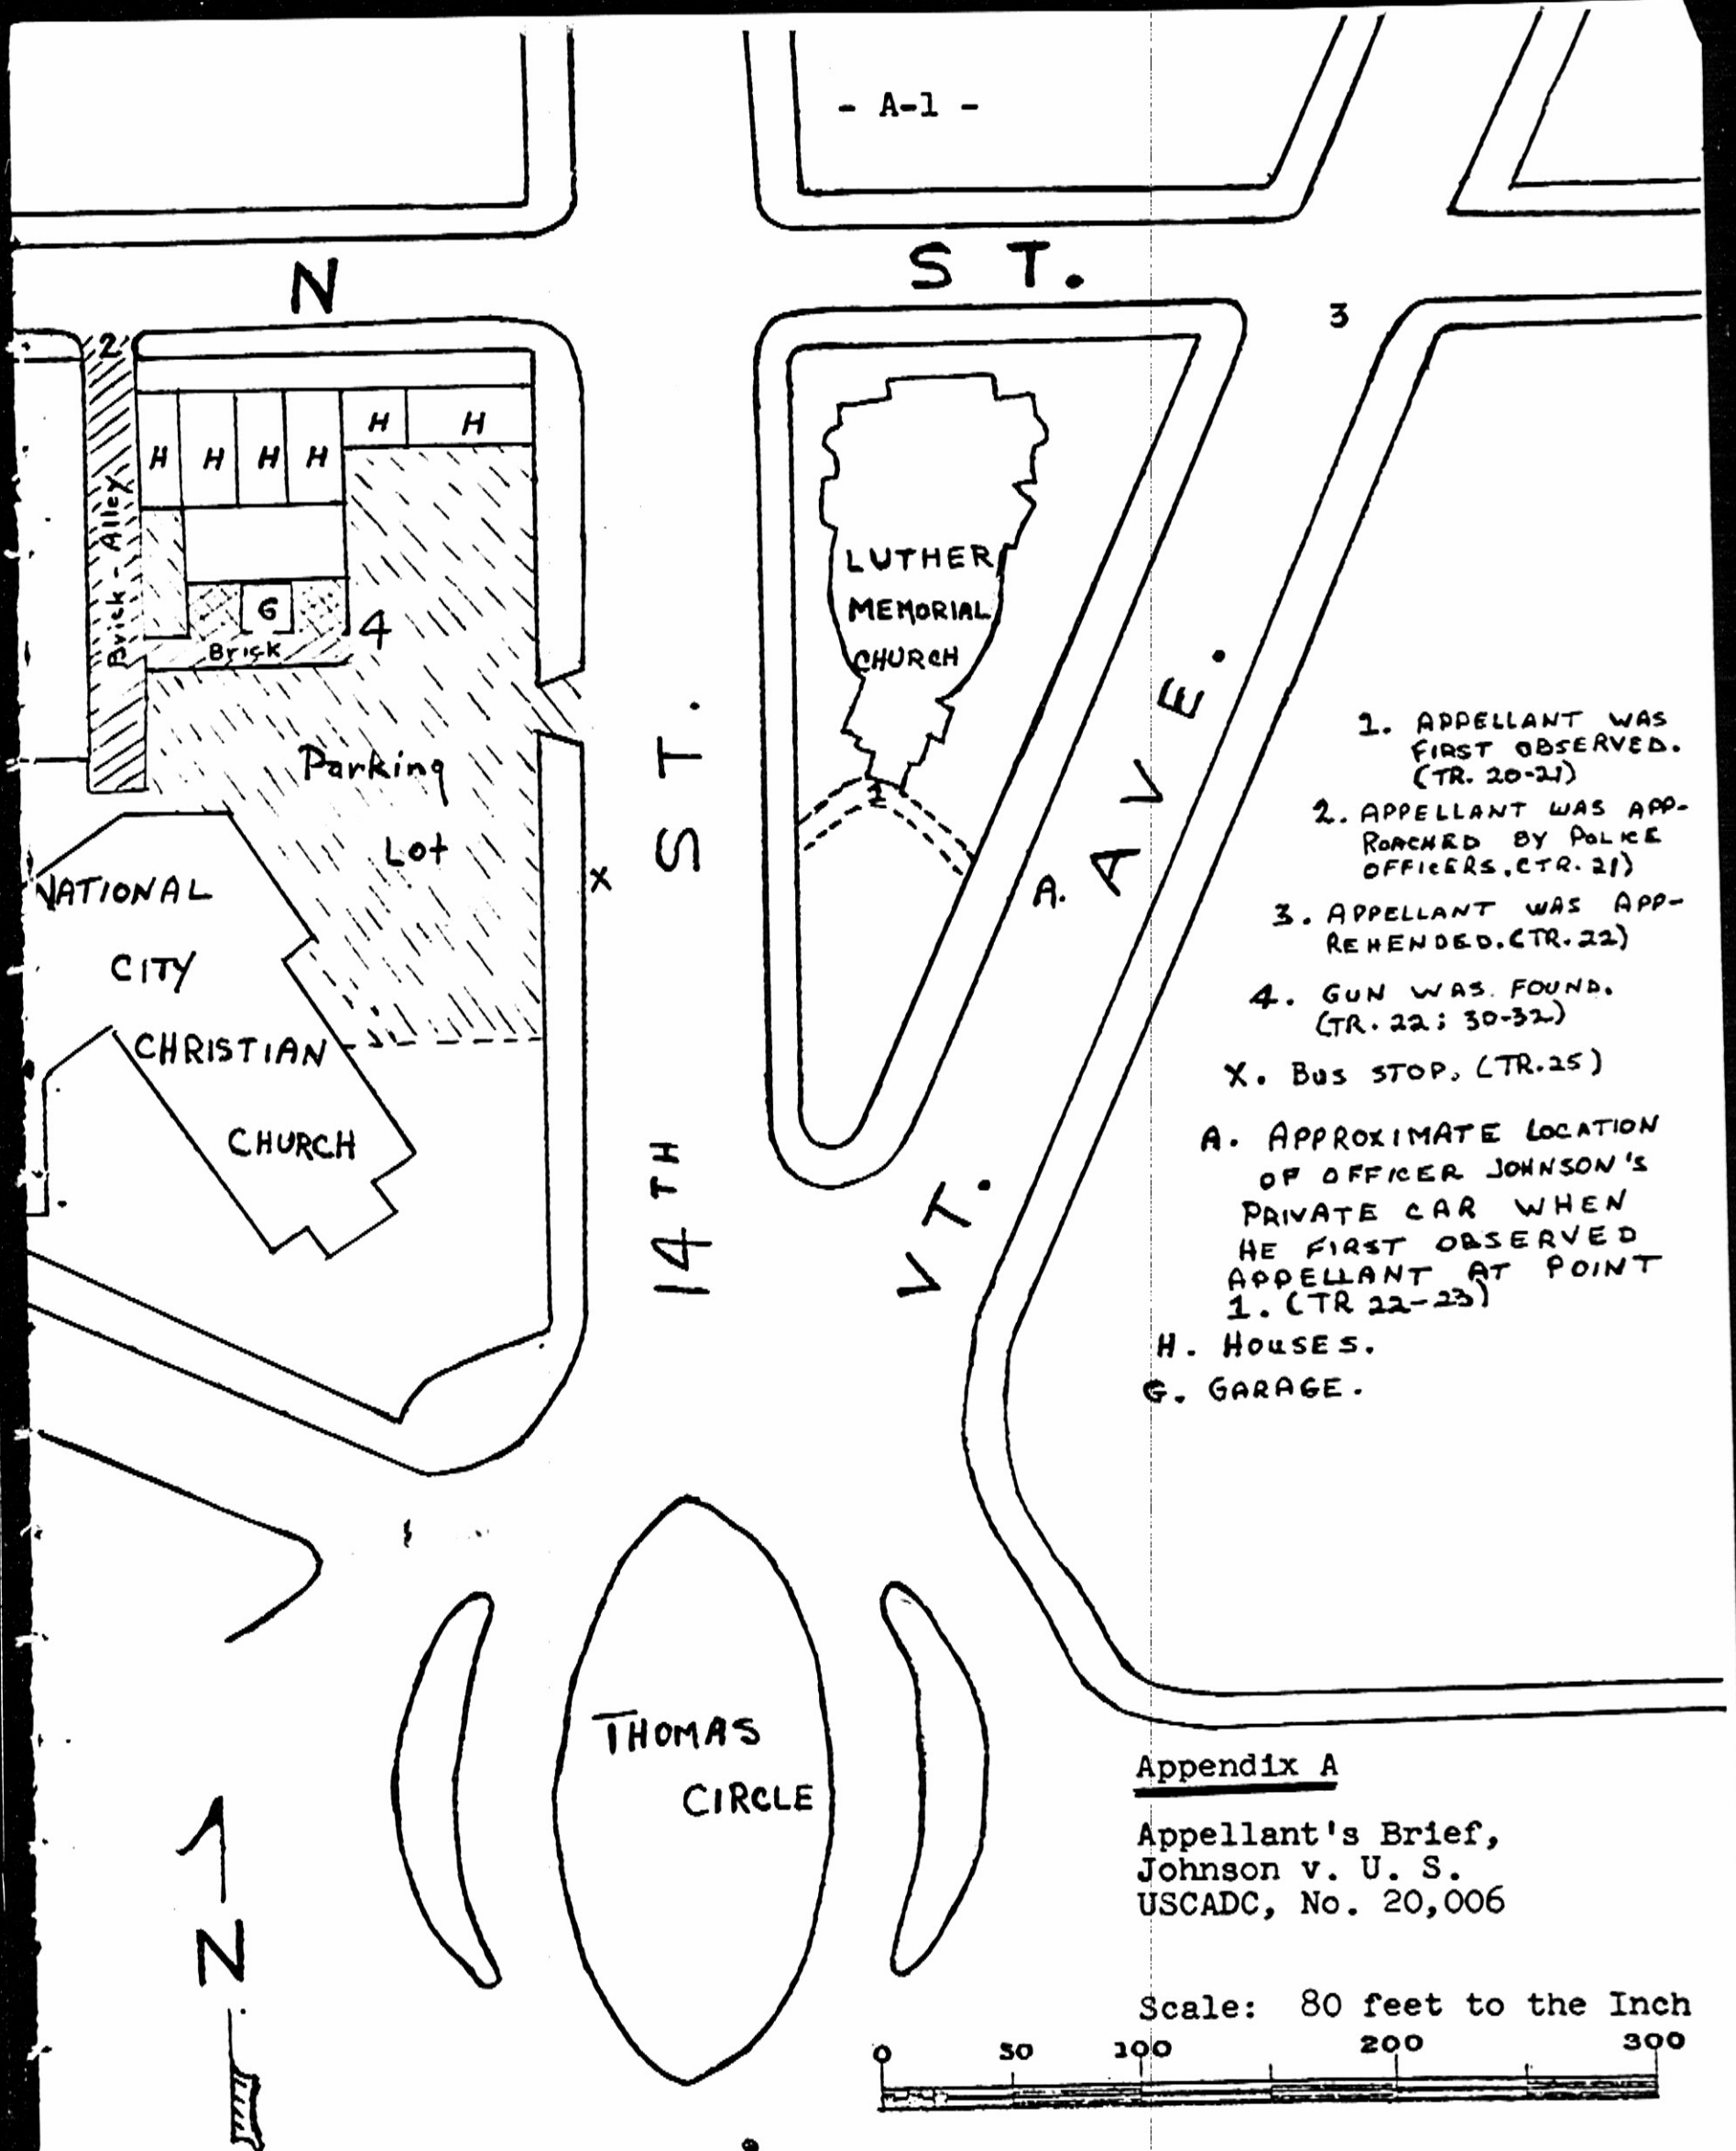 - A-1 -
N ST.
3
2
H H H H H H
Brick-Alley
G
4
Brick
LUTHER
MEMORIAL
CHURCH
1
Parking
Lot
X
14TH ST.
A.
VT. AVE.
NATIONAL
CITY
CHRISTIAN
CHURCH
1. APPELLANT WAS
FIRST OBSERVED.
(TR. 20-21)
2. APPELLANT WAS APP-
ROACHED BY POLICE
OFFICERS. (TR. 21)
3. APPELLANT WAS APP-
REHENDED. (TR. 22)
4. GUN WAS FOUND.
(TR. 22; 30-32)
X. BUS STOP. (TR. 25)
A. APPROXIMATE LOCATION
OF OFFICER JOHNSON'S
PRIVATE CAR WHEN
HE FIRST OBSERVED
APPELLANT AT POINT
1. (TR 22-23)
H. HOUSES.
G. GARAGE.
THOMAS
CIRCLE
N
Appendix A
Appellant's Brief,
Johnson v. U. S.
USCADC, No. 20,006
Scale: 80 feet to the Inch
0 50 100 200 300